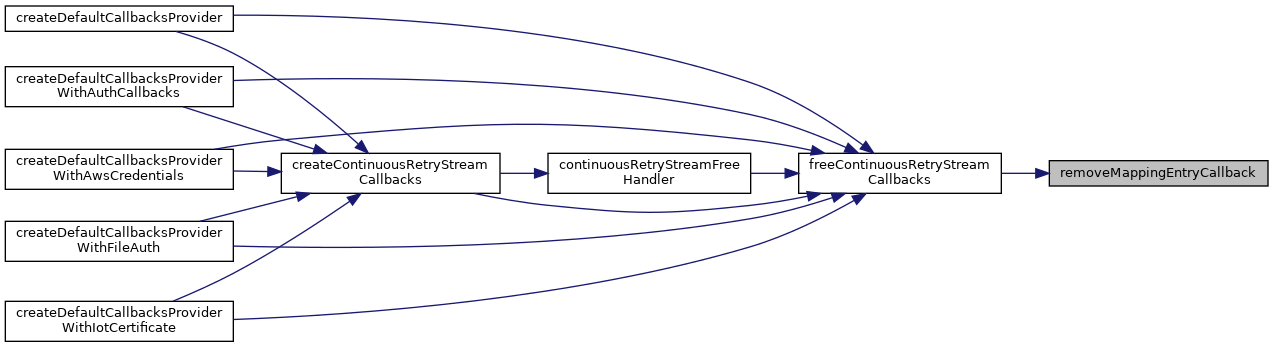 createDefaultCallbacksProvider
createDefaultCallbacksProvider
WithAuthCallbacks
createDefaultCallbacksProvider
WithAwsCredentials
createDefaultCallbacksProvider
WithFileAuth
createDefaultCallbacksProvider
WithIotCertificate
createContinuousRetryStream
Callbacks
continuousRetryStreamFree
Handler
freeContinuousRetryStream
Callbacks
removeMappingEntryCallback